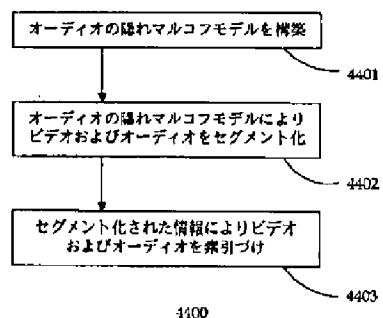 オーディオの隠れマルコフモデルを構築
4401
オーディオの隠れマルコフモデルにより
ビデオおよびオーディオをセグメント化
4402
セグメント化された情報によりビデオ
およびオーディオを索引づけ
4403
4400